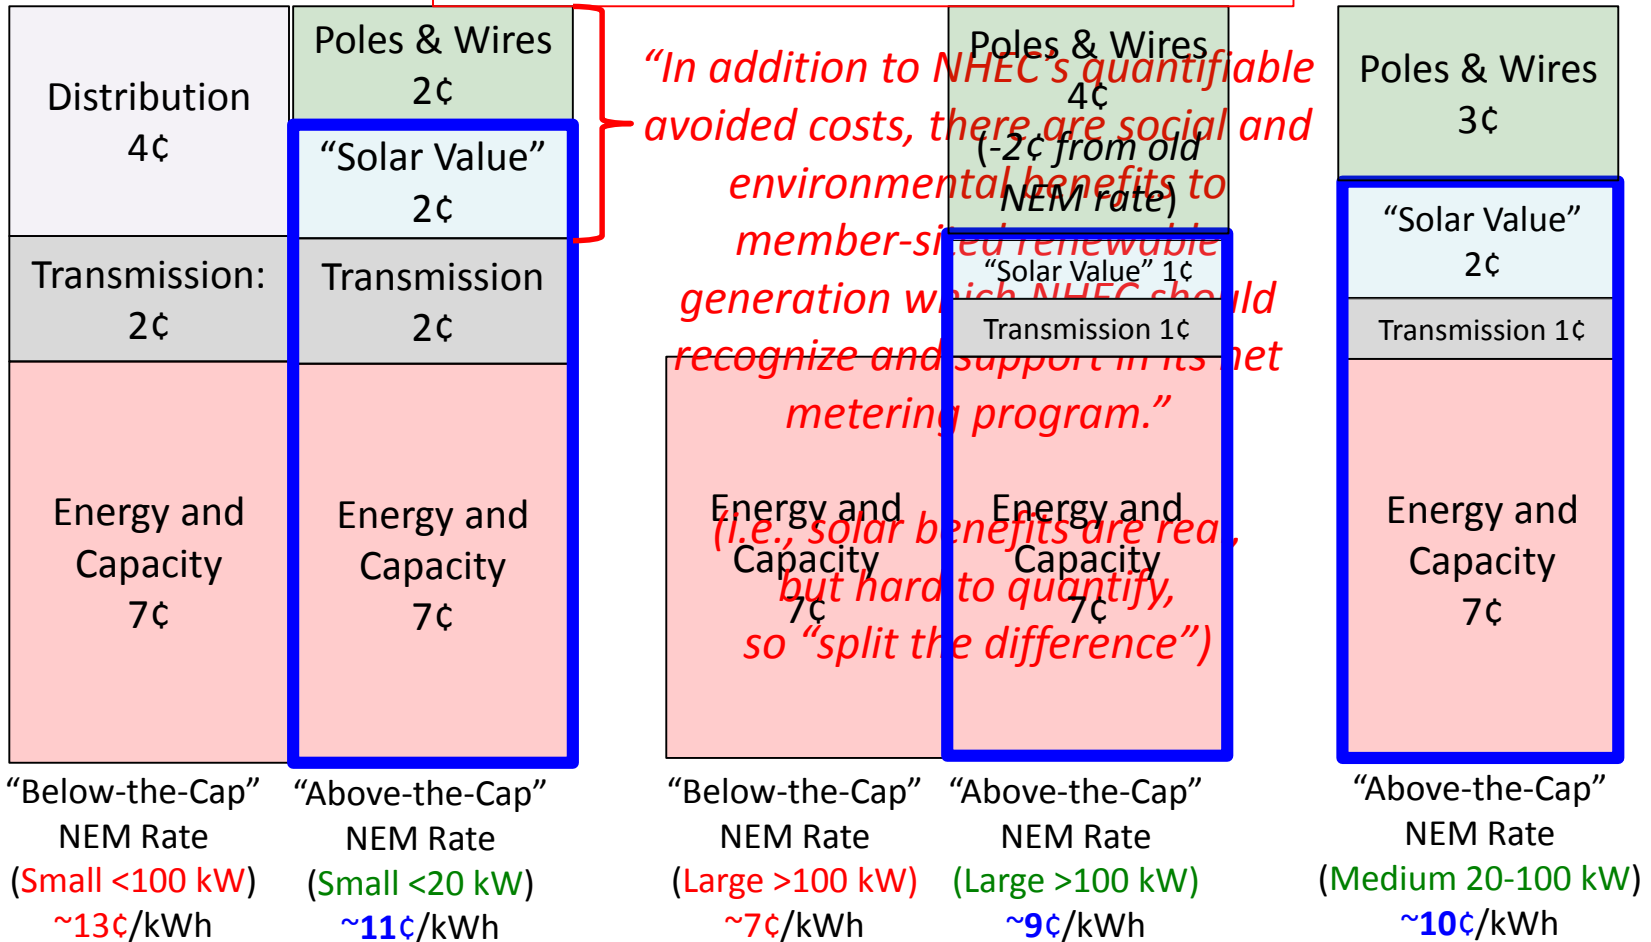 Distribution
4¢
Transmission:
2¢
Energy and
Capacity
7¢
“Below-the-Cap”
NEM Rate
(Small <100 kW)
~13¢/kWh
Poles & Wires
2¢
“Solar Value”
2¢
Transmission
2¢
Energy and
Capacity
7¢
“Above-the-Cap”
NEM Rate
(Small <20 kW)
~11¢/kWh
“In addition to NHEC’s quantifiable
avoided costs, there are social and
environmental benefits to
member-sited renewable
generation which NHEC should
recognize and support in its net
metering program.”
(i.e., solar benefits are real,
but hard to quantify,
so “split the difference”)
Energy and
Capacity
7¢
“Below-the-Cap”
NEM Rate
(Large >100 kW)
~7¢/kWh
Poles & Wires
4¢
(-2¢ from old
NEM rate)
“Solar Value” 1¢
Transmission 1¢
Energy and
Capacity
7¢
“Above-the-Cap”
NEM Rate
(Large >100 kW)
~9¢/kWh
Poles & Wires
3¢
“Solar Value”
2¢
Transmission 1¢
Energy and
Capacity
7¢
“Above-the-Cap”
NEM Rate
(Medium 20-100 kW)
~10¢/kWh